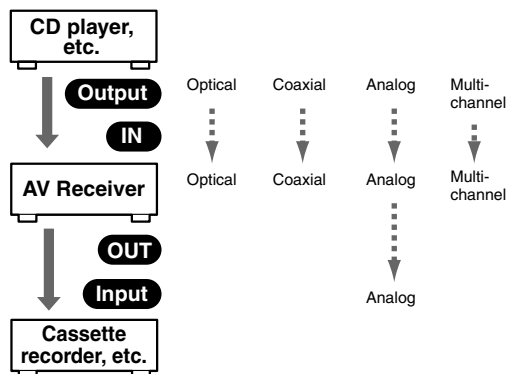 CD player,
etc.
Output
Optical
Coaxial
Analog
Multi-
channel
IN
AV Receiver
Optical
Coaxial
Analog
Multi-
channel
OUT
Input
Analog
Cassette
recorder, etc.